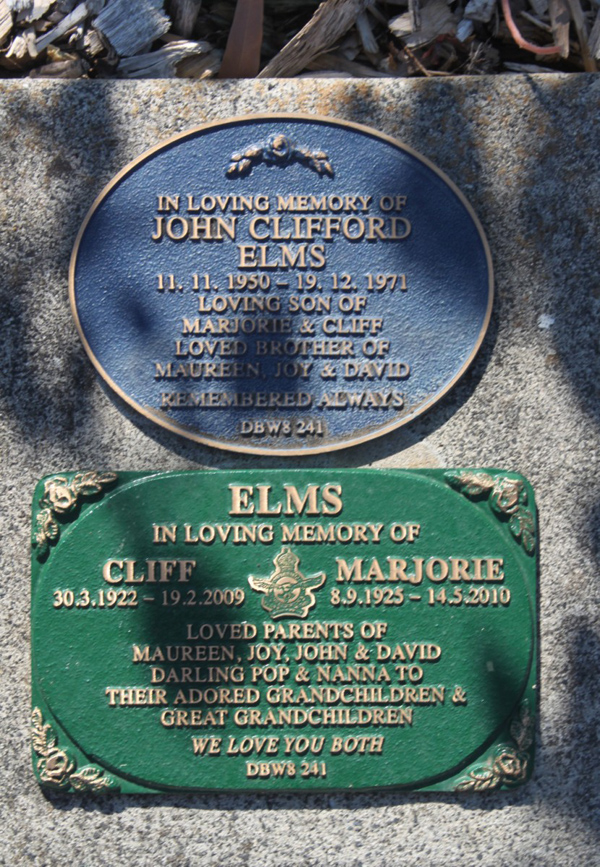 IN LOVING MEMORY OF
JOHN CLIFFORD
ELMS
11. 11. 1950 – 19. 12. 1971
LOVING SON OF
MARJORIE & CLIFF
LOVED BROTHER OF
MAUREEN, JOY & DAVID
REMEMBERED ALWAYS
DBW8 241
ELMS
IN LOVING MEMORY OF
CLIFF MARJORIE
30.3.1922 – 19.2.2009 8.9.1925 – 14.5.2010
LOVED PARENTS OF
MAUREEN, JOY, JOHN & DAVID
DARLING POP & NANNA TO
THEIR ADORED GRANDCHILDREN &
GREAT GRANDCHILDREN
WE LOVE YOU BOTH
DBW8 241